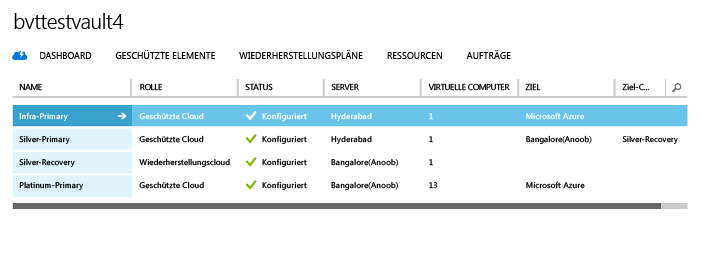 bvttestvault4
DASHBOARD GESCHÜTZTE ELEMENTE WIEDERHERSTELLUNGSPLÄNE RESSOURCEN AUFTRÄGE
NAME ROLLE STATUS SERVER VIRTUELLE COMPUTER ZIEL Ziel-C...
Infra-Primary Geschützte Cloud Konfiguriert Hyderabad 1 Microsoft Azure
Silver-Primary Geschützte Cloud Konfiguriert Hyderabad 1 Bangalore(Anoob) Silver-Recovery
Silver-Recovery Wiederherstellungscloud Konfiguriert Bangalore(Anoob) 1
Platinum-Primary Geschützte Cloud Konfiguriert Bangalore(Anoob) 13 Microsoft Azure